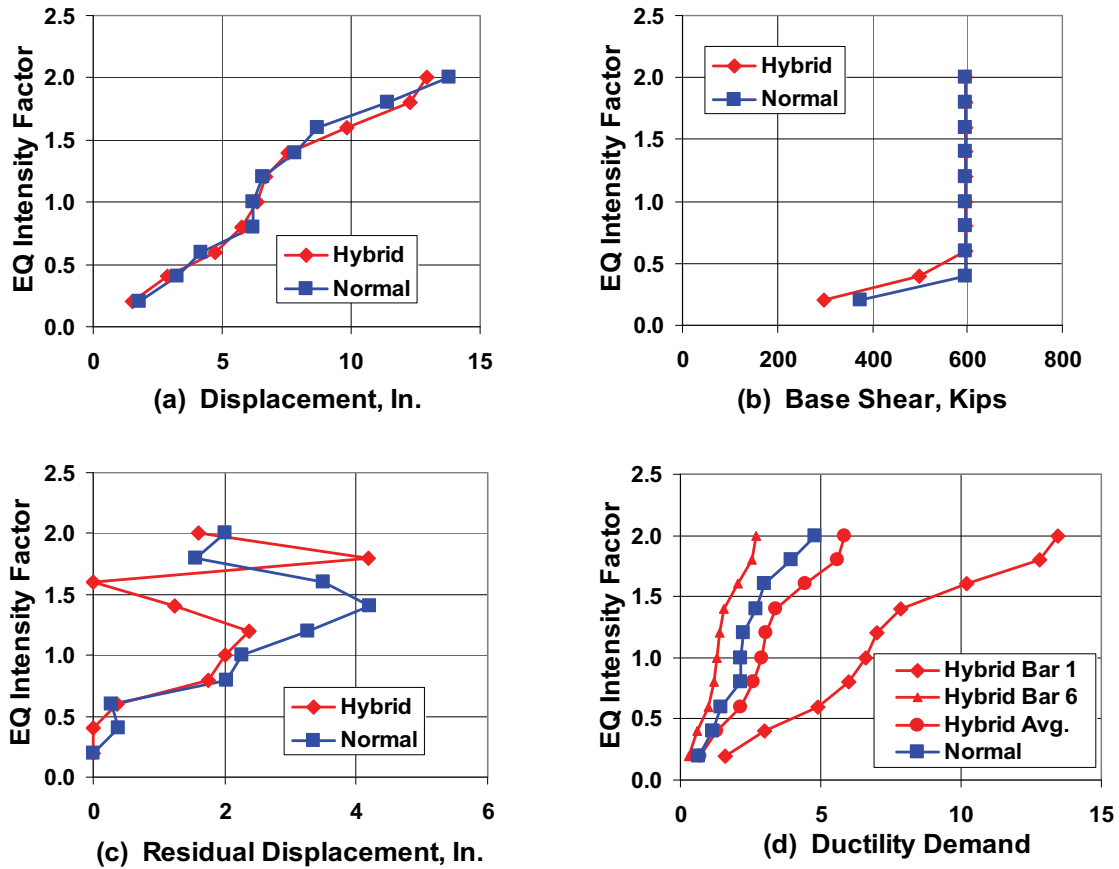 2.5
2.0
1.5
1.0
0.5
0.0
EQ Intensity Factor
Hybrid
Normal
0 5 10 15
(a) Displacement, In.
2.5
2.0
1.5
1.0
0.5
0.0
EQ Intensity Factor
Hybrid
Normal
0 200 400 600 800
(b) Base Shear, Kips
2.5
2.0
1.5
1.0
0.5
0.0
EQ Intensity Factor
Hybrid
Normal
0 2 4 6
(c) Residual Displacement, In.
2.5
2.0
1.5
1.0
0.5
0.0
EQ Intensity Factor
Hybrid Bar 1
Hybrid Bar 6
Hybrid Avg.
Normal
0 5 10 15
(d) Ductility Demand